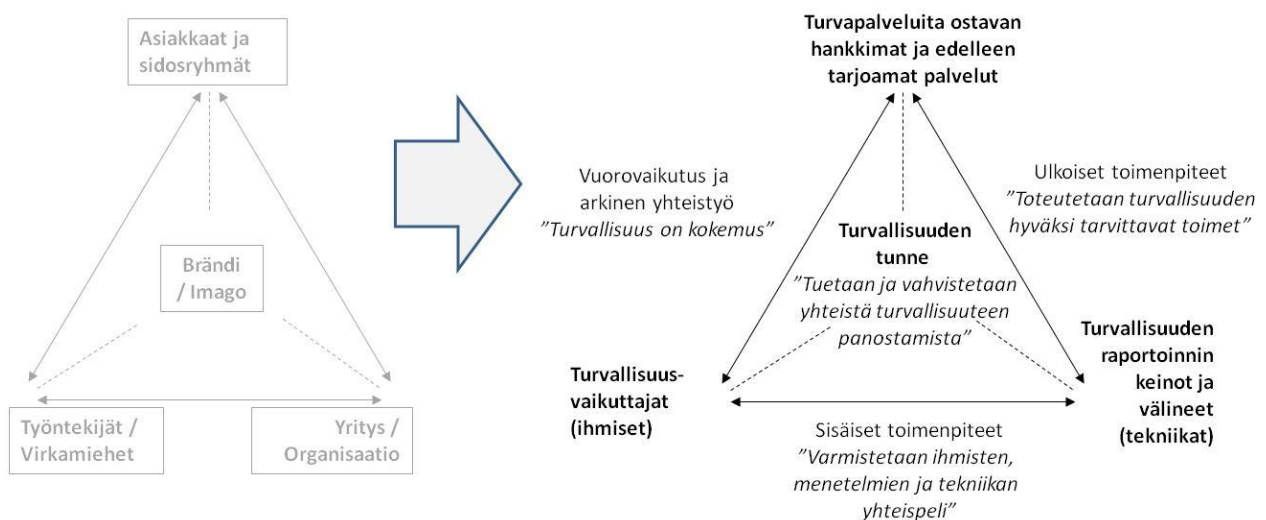 Asiakkaat ja
sidosryhmät
Brändi
/ Imago
Työntekijät /
Virkamiehet
Yritys /
Organisaatio
Turvapalveluita ostavan
hankkimat ja edelleen
tarjoamat palvelut
Vuorovaikutus ja
arkinen yhteistyö
”Turvallisuus on kokemus”
Ulkoiset toimenpiteet
”Toteutetaan turvallisuuden
hyväksi tarvittavat toimet”
Turvallisuuden
tunne
”Tuetaan ja vahvistetaan
yhteistä turvallisuuteen
panostamista”
Turvallisuus-
vaikuttajat
(ihmiset)
Turvallisuuden
raportoinnin
keinot ja
välineet
(tekniikat)
Sisäiset toimenpiteet
”Varmistetaan ihmisten,
menetelmien ja tekniikan
yhteispeli”